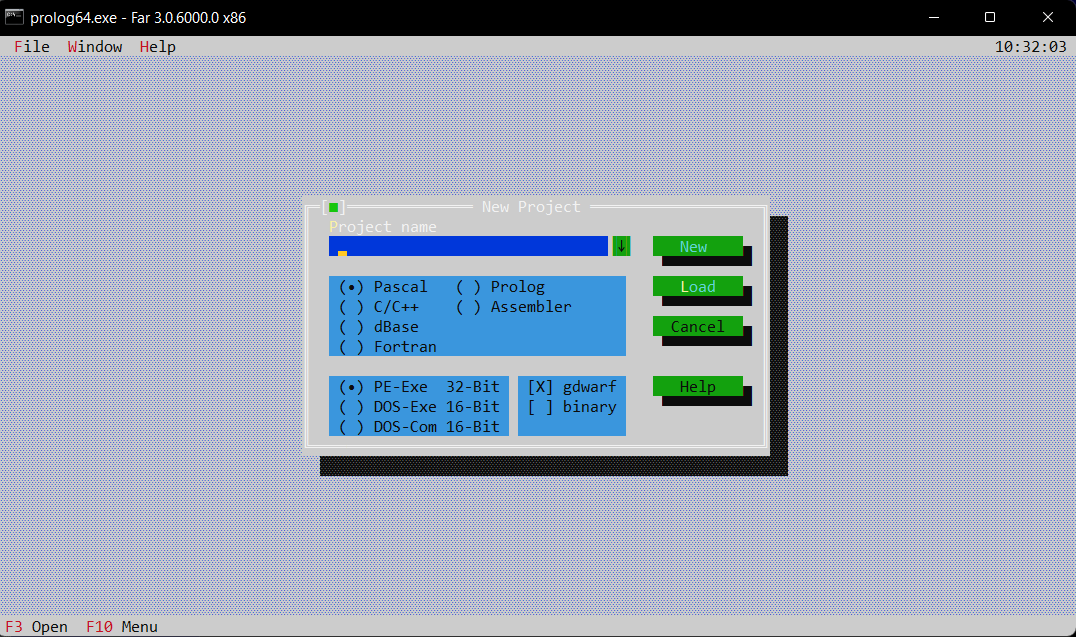 prolog64.exe - Far 3.0.6000.0 x86
File Window Help 10:32:03
[■] New Project
Project name
↓ New
(•) Pascal ( ) Prolog Load
( ) C/C++ ( ) Assembler
( ) dBase Cancel
( ) Fortran
(•) PE-Exe 32-Bit [X] gdwarf Help
( ) DOS-Exe 16-Bit [ ] binary
( ) DOS-Com 16-Bit
F3 Open F10 Menu